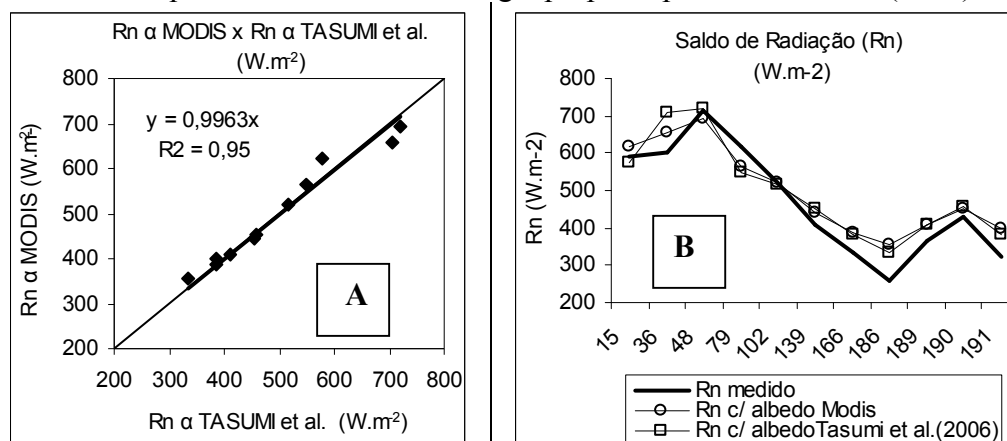 Rn α MODIS x Rn α TASUMI et al.
(W.m-2)
Rn α MODIS (W.m-2)
800
700
600
500
400
300
200
y = 0,9963x
R2 = 0,95
A
200 300 400 500 600 700 800
Rn α TASUMI et al. (W.m-2)
Saldo de Radiação (Rn)
(W.m-2)
Rn (W.m-2)
800
700
600
500
400
300
200
B
15 36 48 79 102 139 166 186 189 190 191
Rn medido
Rn c/ albedo Modis
Rn c/ albedoTasumi et al.(2006)